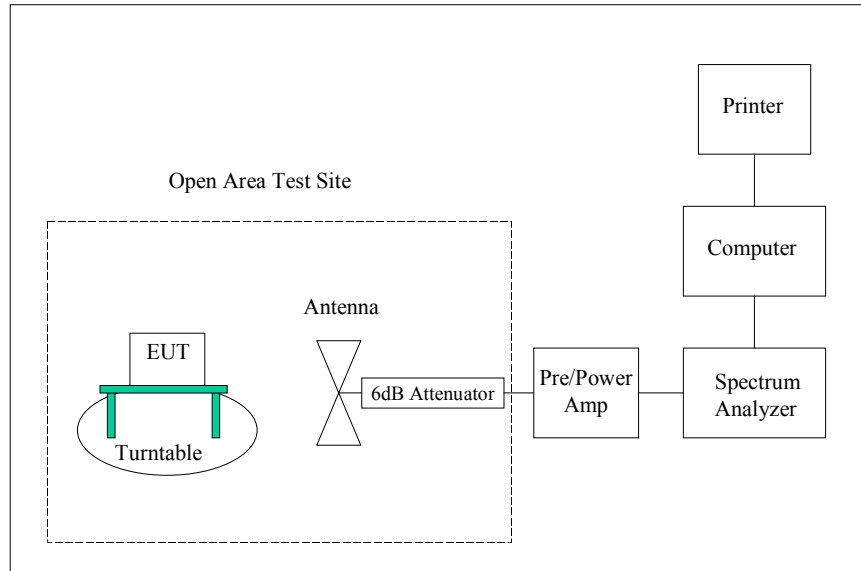 Printer
Open Area Test Site
Computer
Antenna
EUT
6dB Attenuator
Pre/Power
Amp
Spectrum
Analyzer
Turntable